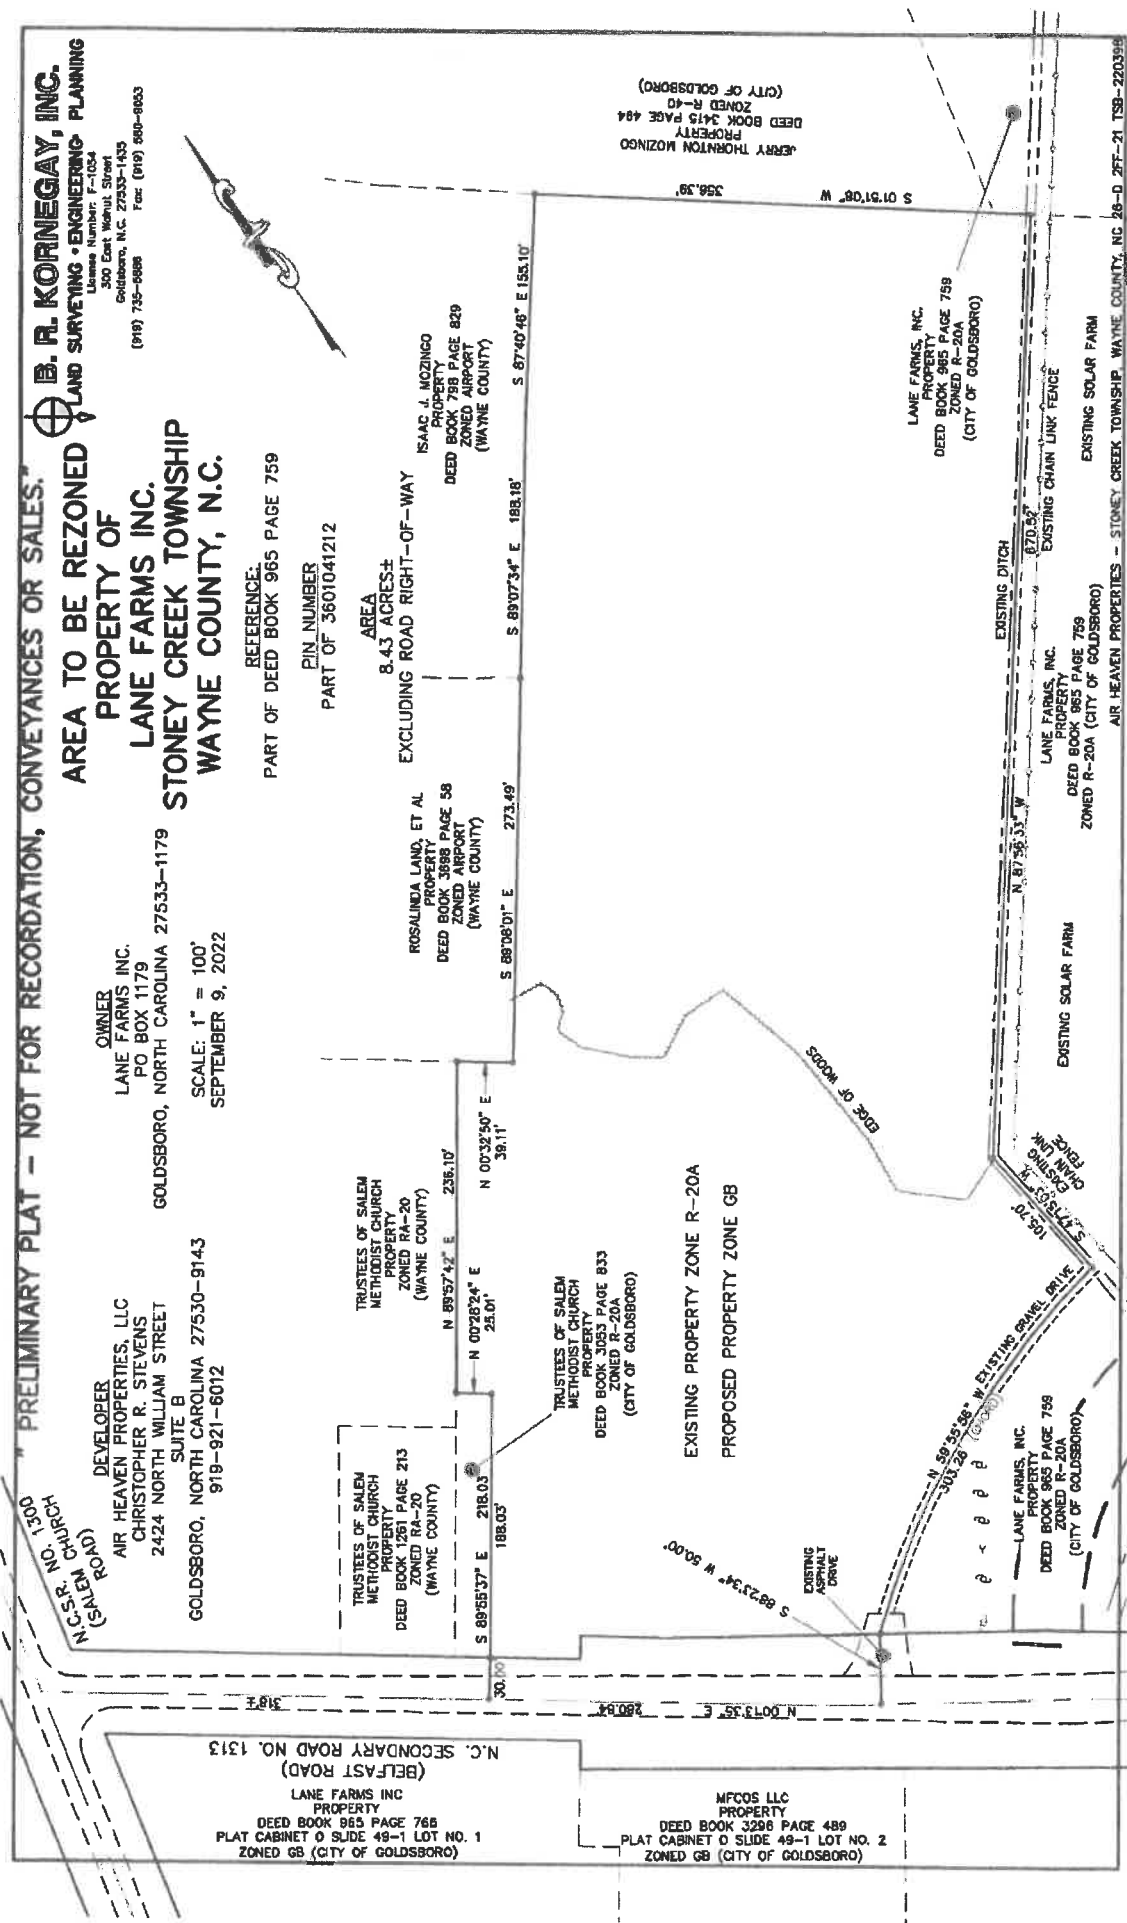 " PRELIMINARY PLAT – NOT FOR RECORDATION, CONVEYANCES OR SALES."
B. R. KORNEGAY, INC.
LAND SURVEYING • ENGINEERING • PLANNING
License Number: F-1034
300 East Walnut Street
Goldsboro, N.C. 27533-1435
(919) 735-5886 Fax: (919) 580-9053
AREA TO BE REZONED
PROPERTY OF
LANE FARMS INC.
STONEY CREEK TOWNSHIP
WAYNE COUNTY, N.C.
REFERENCE:
PART OF DEED BOOK 965 PAGE 759
PIN NUMBER
PART OF 3601041212
AREA
8.43 ACRES±
EXCLUDING ROAD RIGHT-OF-WAY
OWNER
LANE FARMS INC.
PO BOX 1179
GOLDSBORO, NORTH CAROLINA 27533-1179
SCALE: 1" = 100'
SEPTEMBER 9, 2022
DEVELOPER
AIR HEAVEN PROPERTIES, LLC
CHRISTOPHER R. STEVENS
2424 NORTH WILLIAM STREET
SUITE B
GOLDSBORO, NORTH CAROLINA 27530-9143
919-921-6012
N.C.S.R. NO. 1300
(SALEM CHURCH
ROAD)
TRUSTEES OF SALEM
METHODIST CHURCH
PROPERTY
DEED BOOK 1261 PAGE 213
ZONED RA-20
(WAYNE COUNTY)
TRUSTEES OF SALEM
METHODIST CHURCH
PROPERTY
ZONED RA-20
(WAYNE COUNTY)
ROSALINDA LAND, ET AL
PROPERTY
DEED BOOK 3698 PAGE 58
ZONED AIRPORT
(WAYNE COUNTY)
ISAAC J. MOZINGO
PROPERTY
DEED BOOK 798 PAGE 829
ZONED AIRPORT
(WAYNE COUNTY)
JERRY THORNTON MOZINGO
PROPERTY
DEED BOOK 3415 PAGE 494
ZONED R-40
(CITY OF GOLDSBORO)
S 89°55'37" E 218.03
188.03'
30.00'
N 00°28'24" E
25.01'
N 89°57'42" E 236.10'
N 00°32'50" E
39.11'
S 89°08'01" E 273.49'
S 89°07'34" E 188.18'
S 87°40'46" E 155.10'
S 01°51'08" W 356.39'
TRUSTEES OF SALEM
METHODIST CHURCH
PROPERTY
DEED BOOK 3053 PAGE 833
ZONED R-20A
(CITY OF GOLDSBORO)
EXISTING PROPERTY ZONE R-20A
PROPOSED PROPERTY ZONE GB
EDGE OF WOODS
LANE FARMS, INC.
PROPERTY
DEED BOOK 965 PAGE 759
ZONED R-20A
(CITY OF GOLDSBORO)
EXISTING DITCH
N 87°56'33" W 670.52'
EXISTING CHAIN LINK FENCE
EXISTING SOLAR FARM
EXISTING SOLAR FARM
LANE FARMS, INC.
PROPERTY
DEED BOOK 965 PAGE 759
ZONED R-20A (CITY OF GOLDSBORO)
EXISTING
CHAIN LINK
FENCE
S 47°15'03" W
105.70'
N 59°55'58" W EXISTING GRAVEL DRIVE
303.26'
S 88°23'34" W 50.00'
EXISTING
ASPHALT
DRIVE
LANE FARMS, INC.
PROPERTY
DEED BOOK 965 PAGE 759
ZONED R-20A
(CITY OF GOLDSBORO)
318'±
N 00°13'35" E 280.84'
N.C. SECONDARY ROAD NO. 1313
(BELFAST ROAD)
LANE FARMS INC
PROPERTY
DEED BOOK 965 PAGE 766
PLAT CABINET O SLIDE 49-1 LOT NO. 1
ZONED GB (CITY OF GOLDSBORO)
MFCOS LLC
PROPERTY
DEED BOOK 3296 PAGE 489
PLAT CABINET O SLIDE 49-1 LOT NO. 2
ZONED GB (CITY OF GOLDSBORO)
AIR HEAVEN PROPERTIES – STONEY CREEK TOWNSHIP, WAYNE COUNTY, NC 26-D 2FF-21 TSB-220398